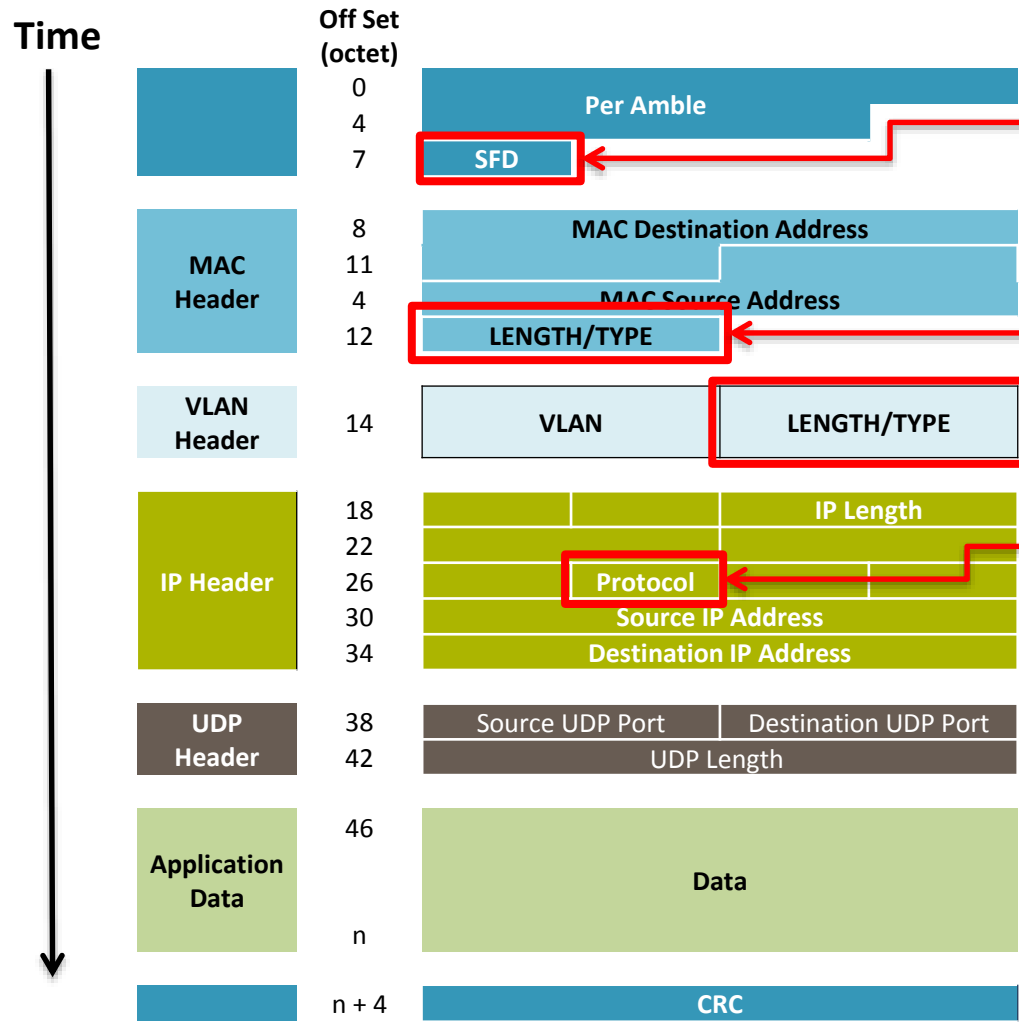 Time
Off Set
(octet)
0
Per Amble
4
7
SFD
MAC
Header
8
MAC Destination Address
11
4
MAC Source Address
12
LENGTH/TYPE
VLAN
Header
14
VLAN
LENGTH/TYPE
IP Header
18
IP Length
22
26
Protocol
30
Source IP Address
34
Destination IP Address
UDP
Header
38
Source UDP Port
Destination UDP Port
42
UDP Length
Application
Data
46
Data
n
n + 4
CRC